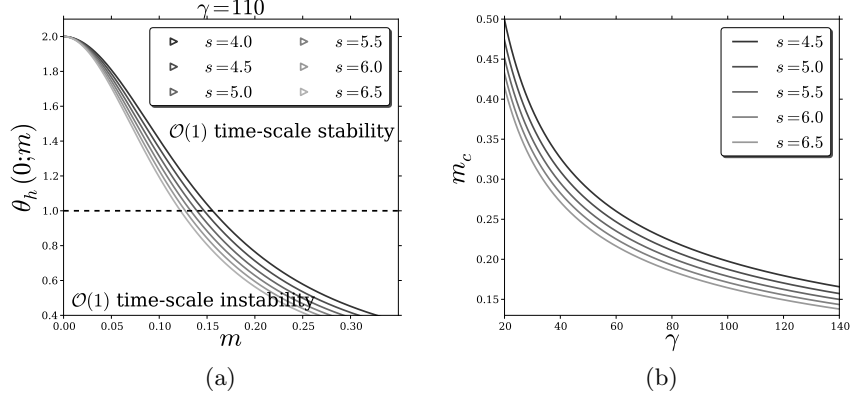 γ=110
θ_h(0;m)
2.0
1.8
1.6
1.4
1.2
1.0
0.8
0.6
0.4
s=4.0
s=4.5
s=5.0
s=5.5
s=6.0
s=6.5
𝒪(1) time-scale stability
𝒪(1) time-scale instability
0.00 0.05 0.10 0.15 0.20 0.25 0.30
m
(a)
m_c
0.50
0.45
0.40
0.35
0.30
0.25
0.20
0.15
s=4.5
s=5.0
s=5.5
s=6.0
s=6.5
20 40 60 80 100 120 140
γ
(b)